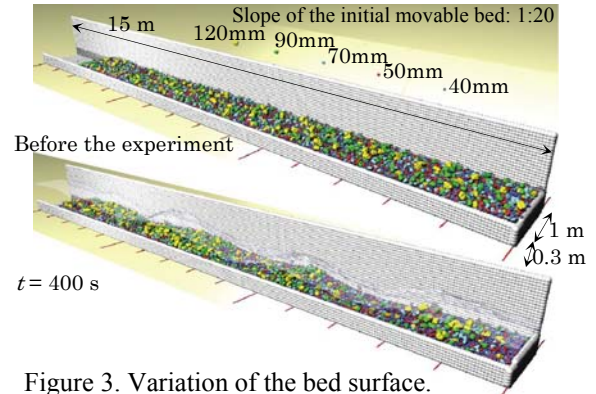 Slope of the initial movable bed: 1:20
15 m
120mm
90mm
70mm
50mm
40mm
Before the experiment
1 m
0.3 m
t = 400 s
Figure 3. Variation of the bed surface.